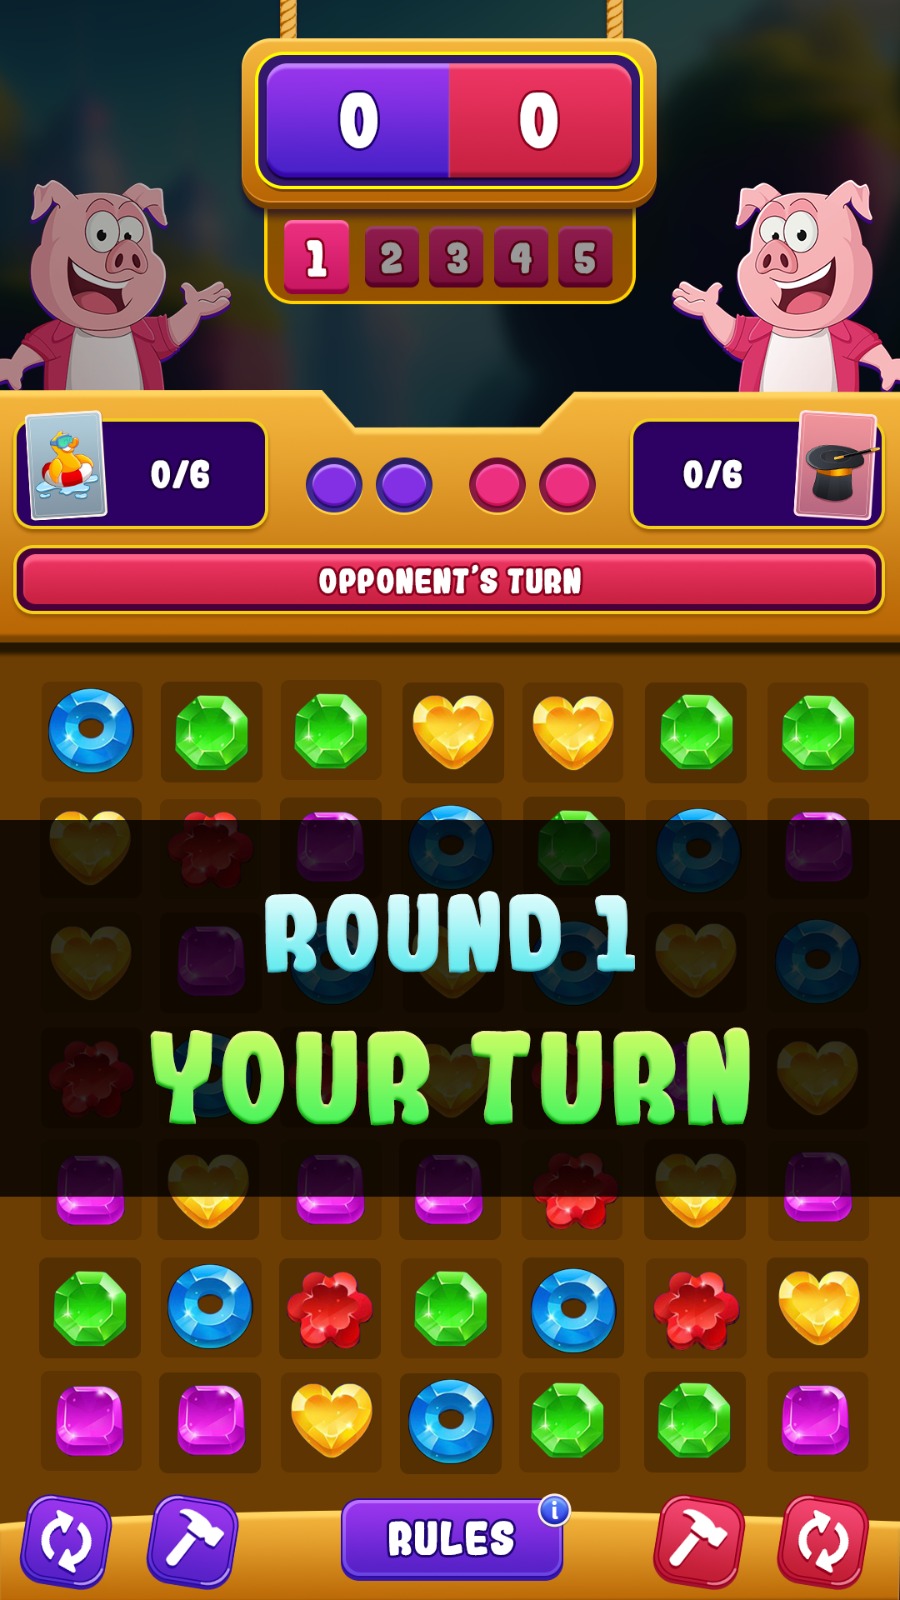 0 0
1 2 3 4 5
0/6 0/6
OPPONENT'S TURN
ROUND 1
YOUR TURN
i
RULES